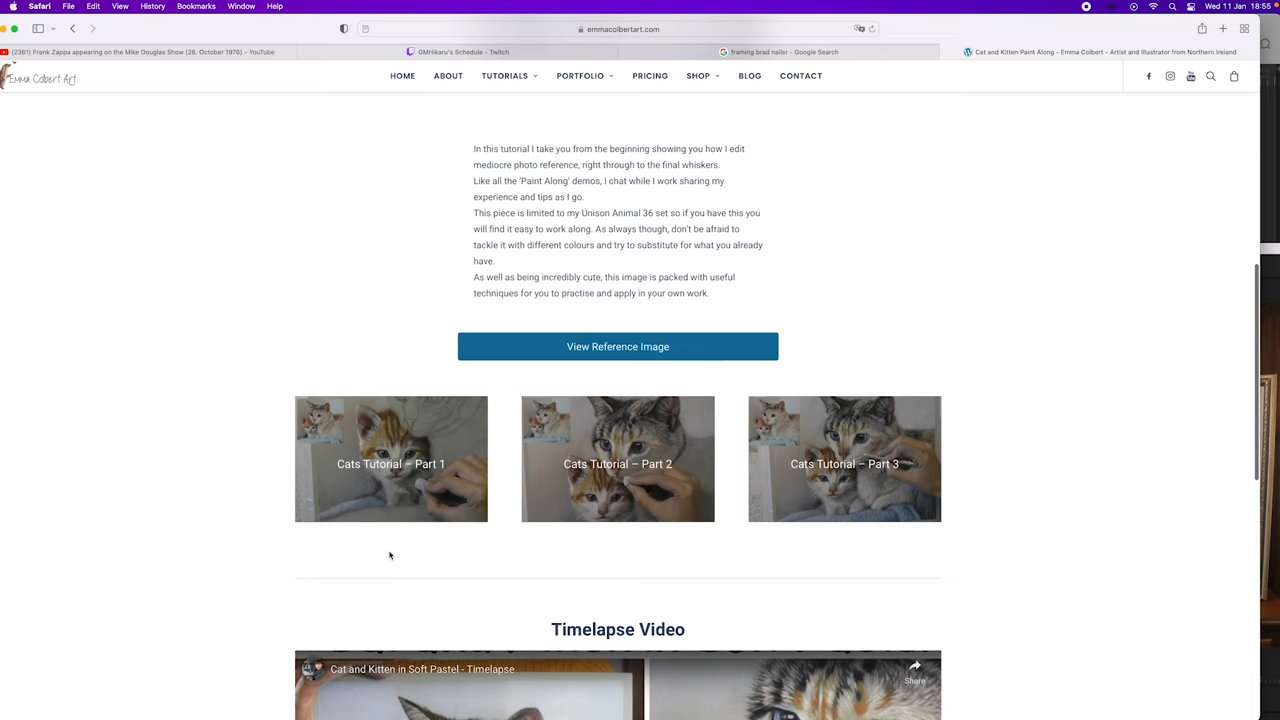 Safari File Edit View History Bookmarks Window Help Wed 11 Jan 18:55
emmacolbertart.com
(2361) Frank Zappa appearing on the Mike Douglas Show (28. October 1976) - YouTube GMHikaru's Schedule - Twitch framing brad nailer - Google Search Cat and Kitten Paint Along - Emma Colbert - Artist and Illustrator from Northern Ireland
Emma Colbert Art HOME ABOUT TUTORIALS PORTFOLIO PRICING SHOP BLOG CONTACT
In this tutorial I take you from the beginning showing you how I edit
mediocre photo reference, right through to the final whiskers.
Like all the 'Paint Along' demos, I chat while I work sharing my
experience and tips as I go.
This piece is limited to my Unison Animal 36 set so if you have this you
will find it easy to work along. As always though, don't be afraid to
tackle it with different colours and try to substitute for what you already
have.
As well as being incredibly cute, this image is packed with useful
techniques for you to practise and apply in your own work.
View Reference Image
Cats Tutorial – Part 1 Cats Tutorial – Part 2 Cats Tutorial – Part 3
Timelapse Video
Cat and Kitten in Soft Pastel - Timelapse
Share